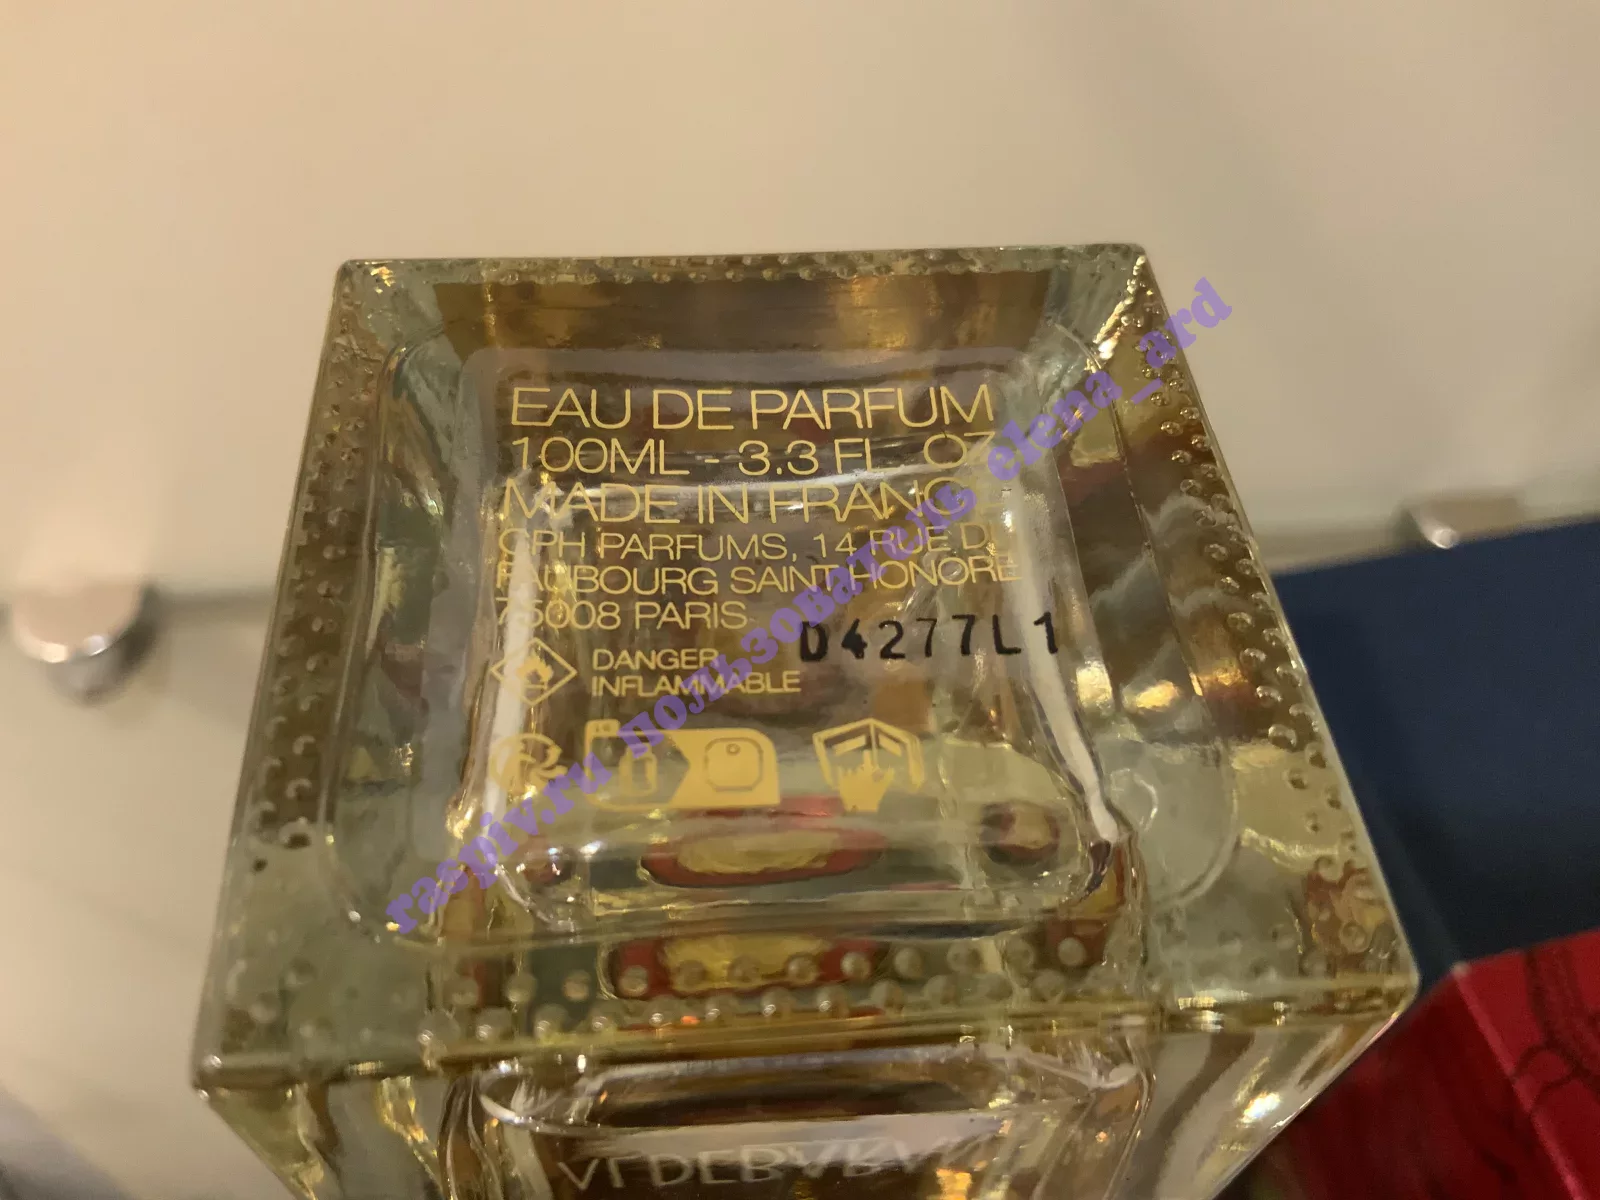 EAU DE PARFUM
100ML - 3.3 FL. OZ
MADE IN FRANCE
CPH PARFUMS, 14 RUE DU
FAUBOURG SAINT HONORE
75008 PARIS
D4277L1
DANGER
INFLAMMABLE
raspiv.ru пользователь elena_ard